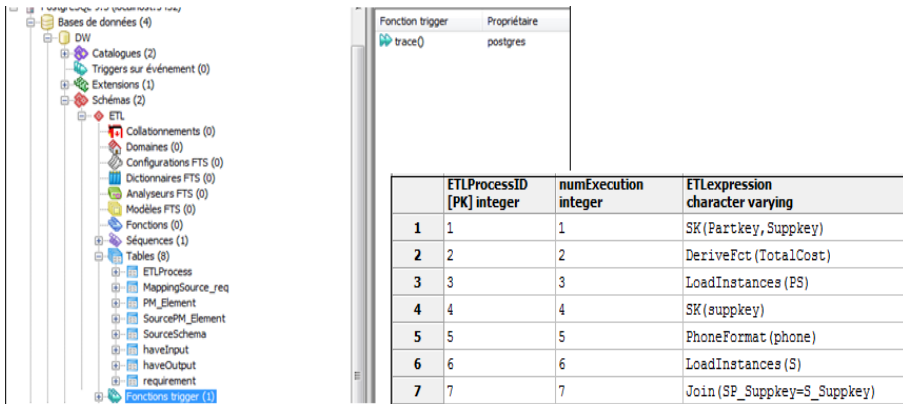 Bases de données (4)
DW
Catalogues (2)
Triggers sur événement (0)
Extensions (1)
Schémas (2)
ETL
Collationnements (0)
Domaines (0)
Configurations FTS (0)
Dictionnaires FTS (0)
Analyseurs FTS (0)
Modèles FTS (0)
Fonctions (0)
Séquences (1)
Tables (8)
ETLProcess
MappingSource_req
PM_Element
SourcePM_Element
SourceSchema
haveInput
haveOutput
requirement
Fonctions trigger (1)
Fonction trigger Propriétaire
trace() postgres
ETLProcessID numExecution ETLexpression
[PK] integer integer character varying
1 1 1 SK(Partkey,Suppkey)
2 2 2 DeriveFct(TotalCost)
3 3 3 LoadInstances(PS)
4 4 4 SK(suppkey)
5 5 5 PhoneFormat(phone)
6 6 6 LoadInstances(S)
7 7 7 Join(SP_Suppkey=S_Suppkey)